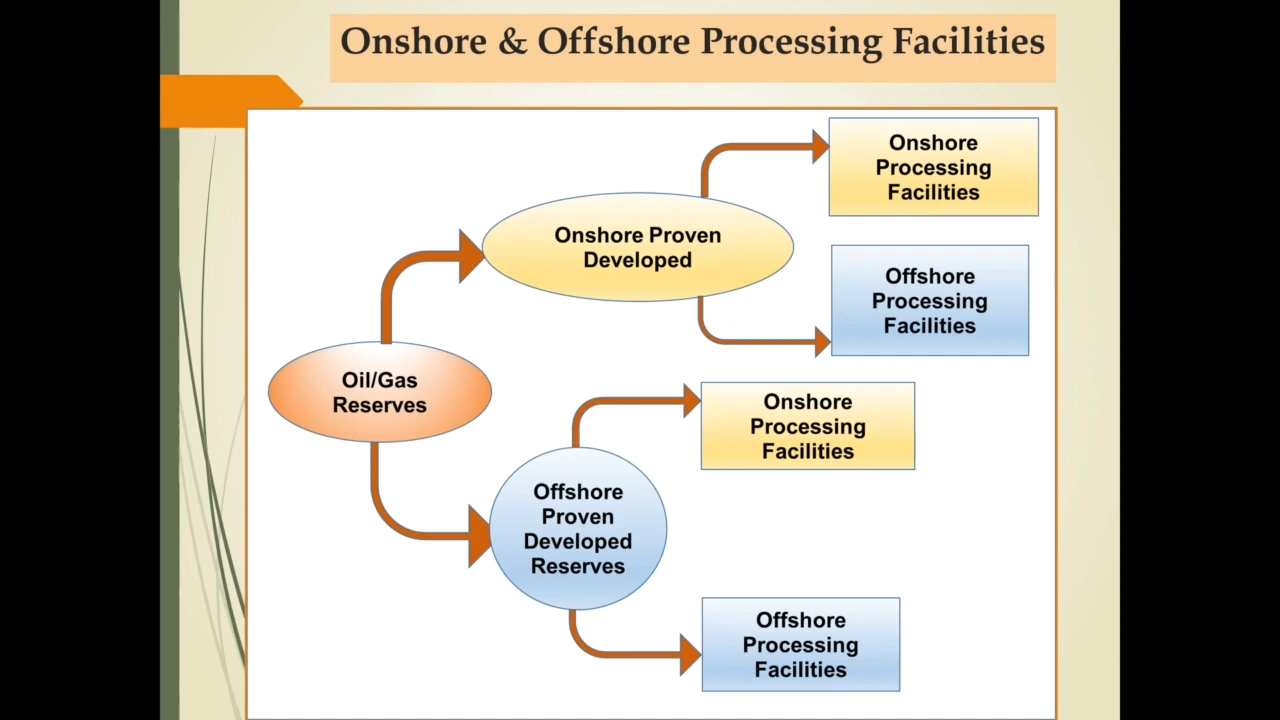 Onshore & Offshore Processing Facilities
Onshore
Processing
Facilities
Onshore Proven
Developed
Offshore
Processing
Facilities
Oil/Gas
Reserves
Onshore
Processing
Facilities
Offshore
Proven
Developed
Reserves
Offshore
Processing
Facilities